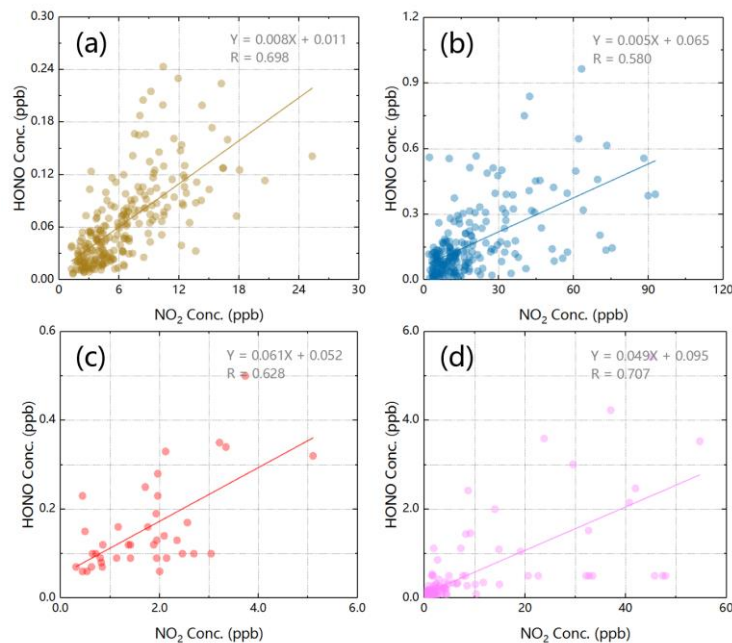 (a)
Y = 0.008X + 0.011
R = 0.698
HONO Conc. (ppb)
0.30
0.24
0.18
0.12
0.06
0.00
0
6
12
18
24
30
NO₂ Conc. (ppb)
(b)
Y = 0.005X + 0.065
R = 0.580
HONO Conc. (ppb)
1.2
0.9
0.6
0.3
0.0
0
30
60
90
120
NO₂ Conc. (ppb)
(c)
Y = 0.061X + 0.052
R = 0.628
HONO Conc. (ppb)
0.6
0.4
0.2
0.0
0.0
2.0
4.0
6.0
NO₂ Conc. (ppb)
(d)
Y = 0.049X + 0.095
R = 0.707
HONO Conc. (ppb)
6.0
4.0
2.0
0.0
0
20
40
60
NO₂ Conc. (ppb)